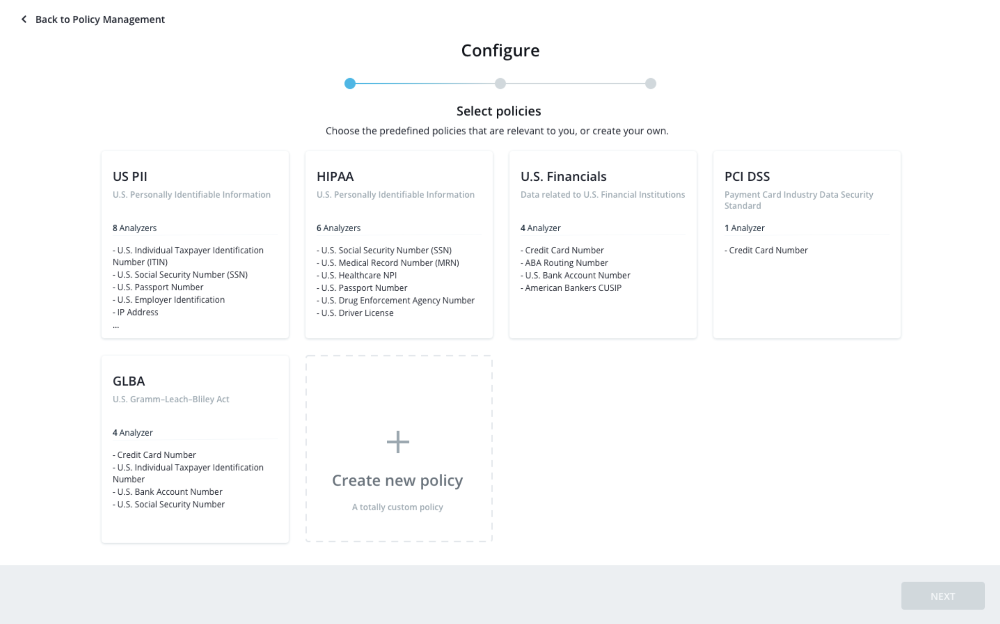 Back to Policy Management
Configure
Select policies
Choose the predefined policies that are relevant to you, or create your own.
US PII
U.S. Personally Identifiable Information
8 Analyzers
- U.S. Individual Taxpayer Identification
Number (ITIN)
- U.S. Social Security Number (SSN)
- U.S. Passport Number
- U.S. Employer Identification
- IP Address
...
HIPAA
U.S. Personally Identifiable Information
6 Analyzers
- U.S. Social Security Number (SSN)
- U.S. Medical Record Number (MRN)
- U.S. Healthcare NPI
- U.S. Passport Number
- U.S. Drug Enforcement Agency Number
- U.S. Driver License
U.S. Financials
Data related to U.S. Financial Institutions
4 Analyzer
- Credit Card Number
- ABA Routing Number
- U.S. Bank Account Number
- American Bankers CUSIP
PCI DSS
Payment Card Industry Data Security
Standard
1 Analyzer
- Credit Card Number
GLBA
U.S. Gramm–Leach–Bliley Act
4 Analyzer
- Credit Card Number
- U.S. Individual Taxpayer Identification
Number
- U.S. Bank Account Number
- U.S. Social Security Number
Create new policy
A totally custom policy
NEXT